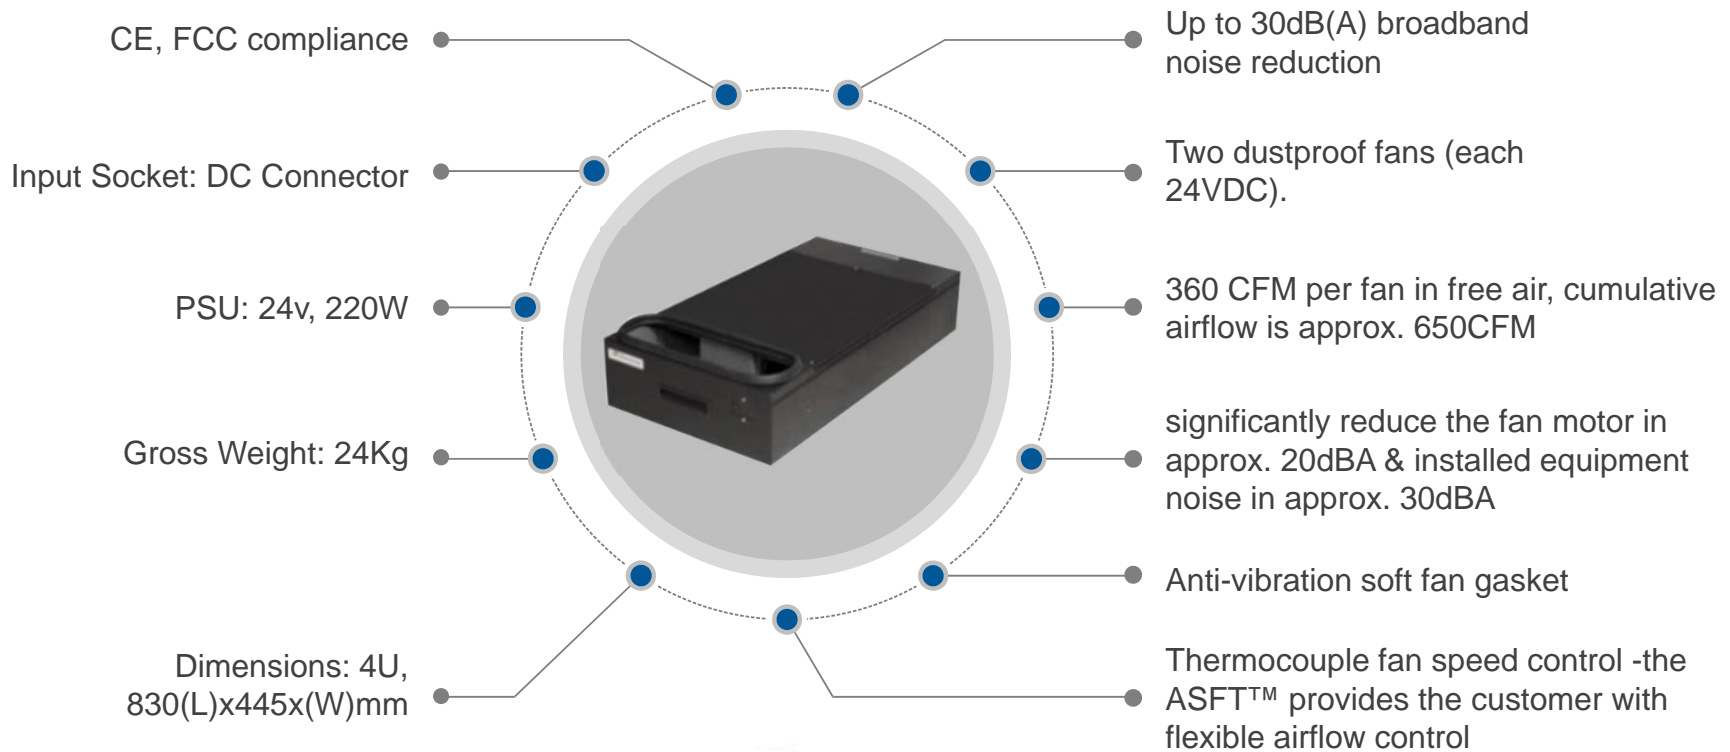 CE, FCC compliance
Input Socket: DC Connector
PSU: 24v, 220W
Gross Weight: 24Kg
Dimensions: 4U,
830(L)x445x(W)mm
Up to 30dB(A) broadband
noise reduction
Two dustproof fans (each
24VDC).
360 CFM per fan in free air, cumulative
airflow is approx. 650CFM
significantly reduce the fan motor in
approx. 20dBA & installed equipment
noise in approx. 30dBA
Anti-vibration soft fan gasket
Thermocouple fan speed control -the
ASFT™ provides the customer with
flexible airflow control